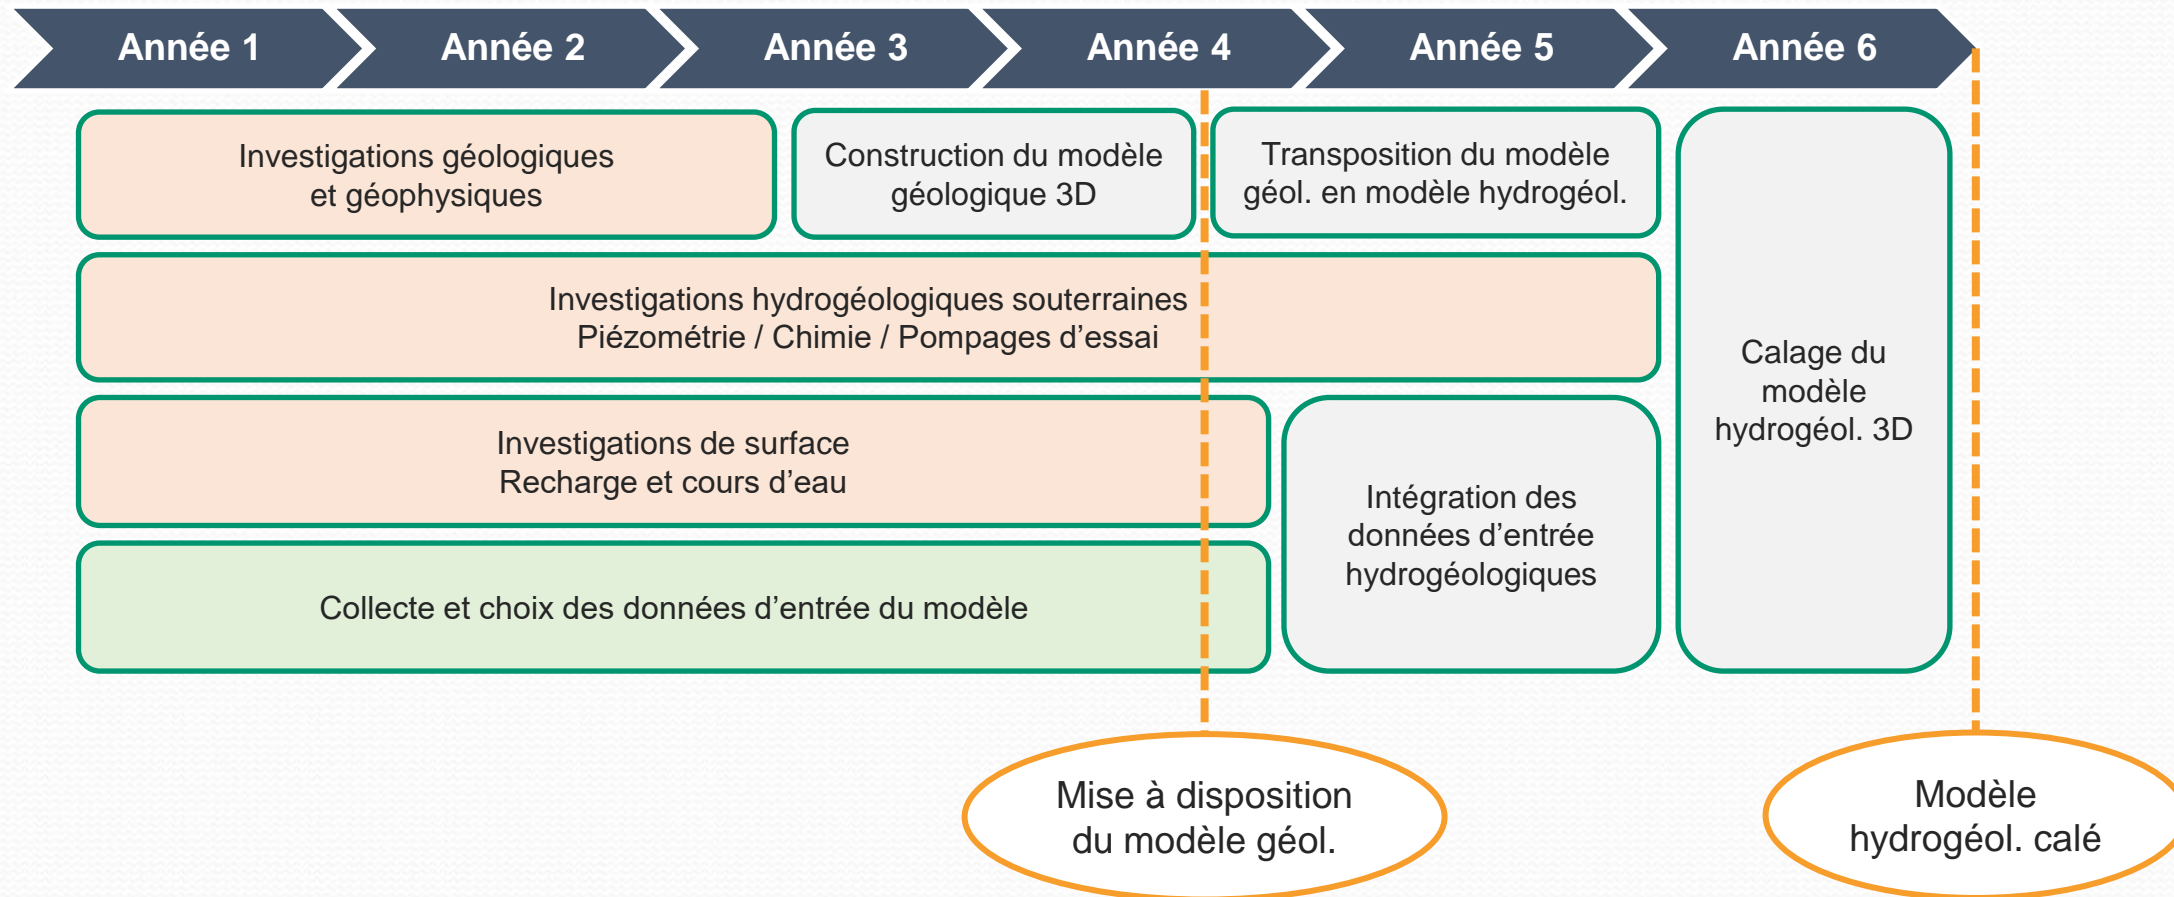 Année 1
Année 2
Année 3
Année 4
Année 5
Année 6
Investigations géologiques
et géophysiques
Construction du modèle
géologique 3D
Transposition du modèle
géol. en modèle hydrogéol.
Investigations hydrogéologiques souterraines
Piézométrie / Chimie / Pompages d’essai
Calage du
modèle
hydrogéol. 3D
Investigations de surface
Recharge et cours d’eau
Intégration des
données d’entrée
hydrogéologiques
Collecte et choix des données d’entrée du modèle
Mise à disposition
du modèle géol.
Modèle
hydrogéol. calé